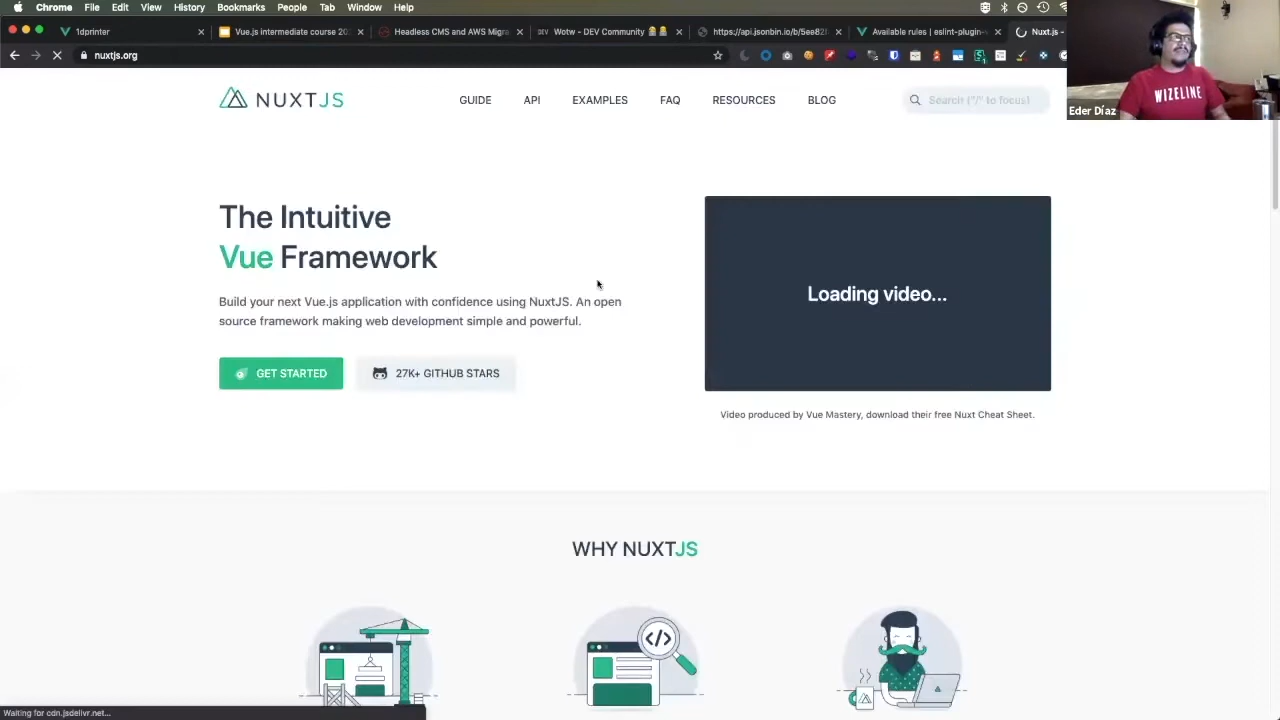 Chrome File Edit View History Bookmarks People Tab Window Help
1dprinter
Vue.js intermediate course 202
Headless CMS and AWS Migra
DEV Wotw - DEV Community
https://api.jsonbin.io/b/5ee82
Available rules | eslint-plugin-
Nuxt.js -
nuxtjs.org
Eder Díaz
WIZELINE
NUXTJS
GUIDE API EXAMPLES FAQ RESOURCES BLOG
Search ("/" to focus)
The Intuitive
Vue Framework
Build your next Vue.js application with confidence using NuxtJS. An open
source framework making web development simple and powerful.
GET STARTED
27K+ GITHUB STARS
Loading video...
Video produced by Vue Mastery, download their free Nuxt Cheat Sheet.
WHY NUXTJS
</>
Waiting for cdn.jsdelivr.net...